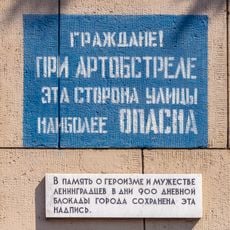 ГРАЖДАНЕ!
ПРИ АРТОБСТРЕЛЕ
ЭТА СТОРОНА УЛИЦЫ
НАИБОЛЕЕ ОПАСНА
В ПАМЯТЬ О ГЕРОИЗМЕ И МУЖЕСТВЕ
ЛЕНИНГРАДЦЕВ В ДНИ 900 ДНЕВНОЙ
БЛОКАДЫ ГОРОДА СОХРАНЕНА ЭТА
НАДПИСЬ.